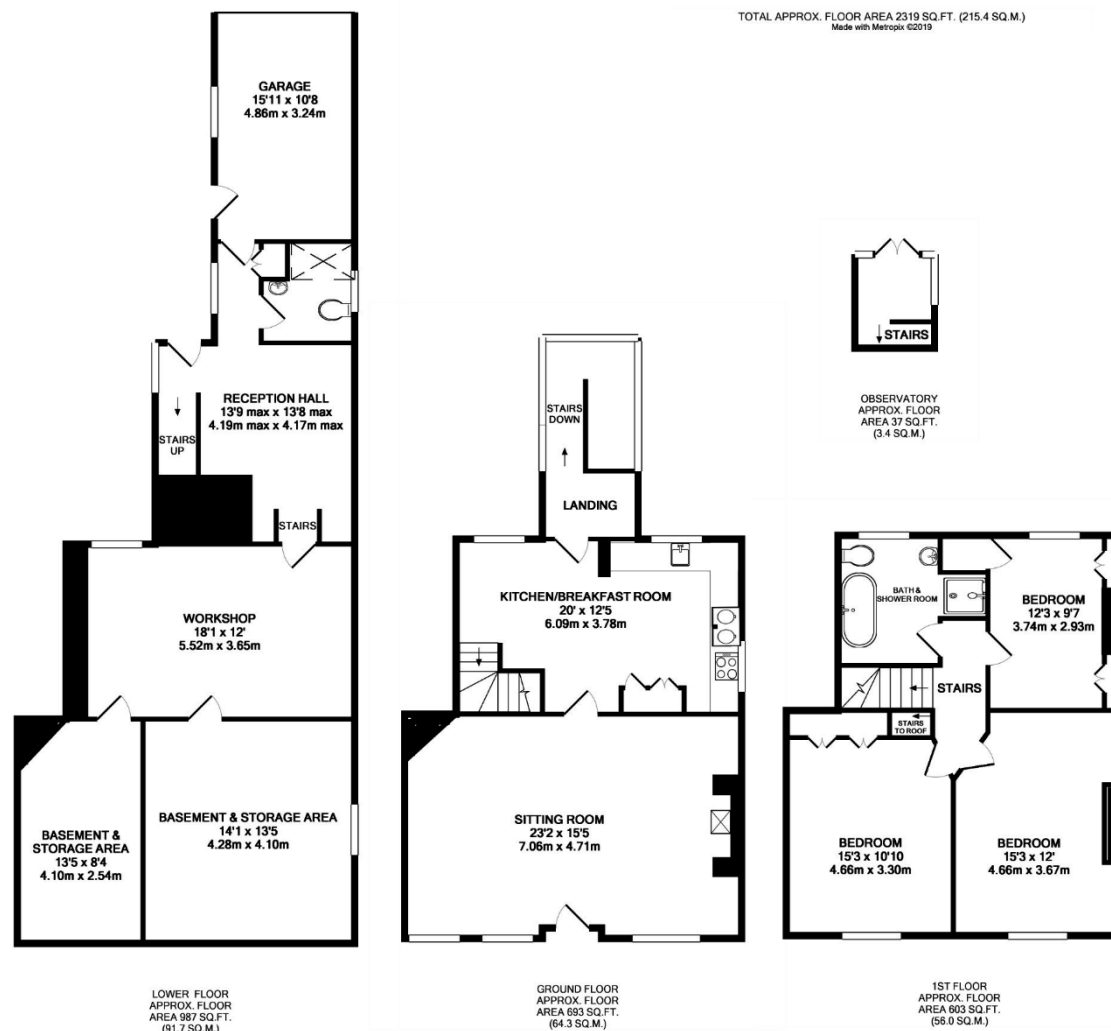 TOTAL APPROX. FLOOR AREA 2319 SQ.FT. (215.4 SQ.M.)
Made with Metropix ©2019
GARAGE
15'11 x 10'8
4.86m x 3.24m
RECEPTION HALL
13'9 max x 13'8 max
4.19m max x 4.17m max
STAIRS
UP
STAIRS
WORKSHOP
18'1 x 12'
5.52m x 3.65m
BASEMENT &
STORAGE AREA
13'5 x 8'4
4.10m x 2.54m
BASEMENT & STORAGE AREA
14'1 x 13'5
4.28m x 4.10m
LOWER FLOOR
APPROX. FLOOR
AREA 987 SQ.FT.
(91.7 SQ.M.)
STAIRS
DOWN
LANDING
KITCHEN/BREAKFAST ROOM
20' x 12'5
6.09m x 3.78m
SITTING ROOM
23'2 x 15'5
7.06m x 4.71m
GROUND FLOOR
APPROX. FLOOR
AREA 693 SQ.FT.
(64.3 SQ.M.)
STAIRS
OBSERVATORY
APPROX. FLOOR
AREA 37 SQ.FT.
(3.4 SQ.M.)
BATH &
SHOWER ROOM
BEDROOM
12'3 x 9'7
3.74m x 2.93m
STAIRS
STAIRS
TO ROOF
BEDROOM
15'3 x 10'10
4.66m x 3.30m
BEDROOM
15'3 x 12'
4.66m x 3.67m
1ST FLOOR
APPROX. FLOOR
AREA 603 SQ.FT.
(56.0 SQ.M.)